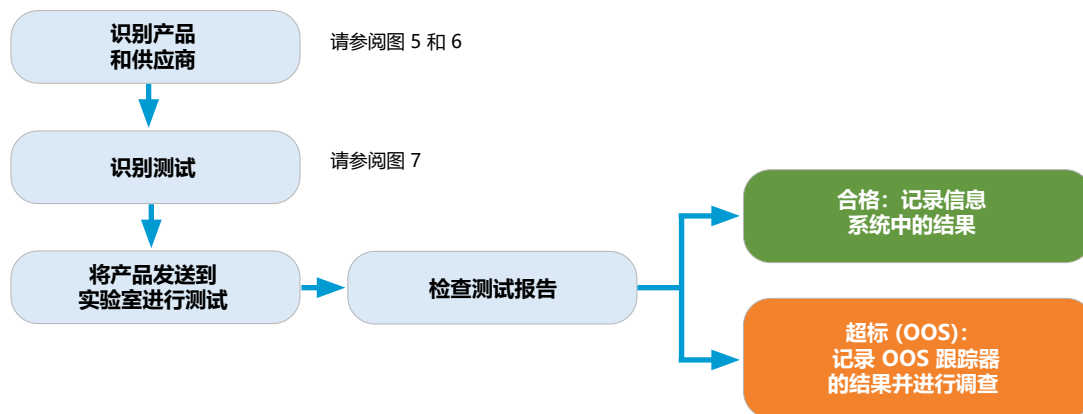 识别产品
和供应商
请参阅图 5 和 6
识别测试
请参阅图 7
将产品发送到
实验室进行测试
检查测试报告
合格：记录信息
系统中的结果
超标 (OOS)：
记录 OOS 跟踪器
的结果并进行调查